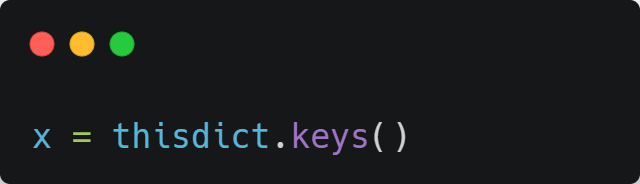 x = thisdict.keys()